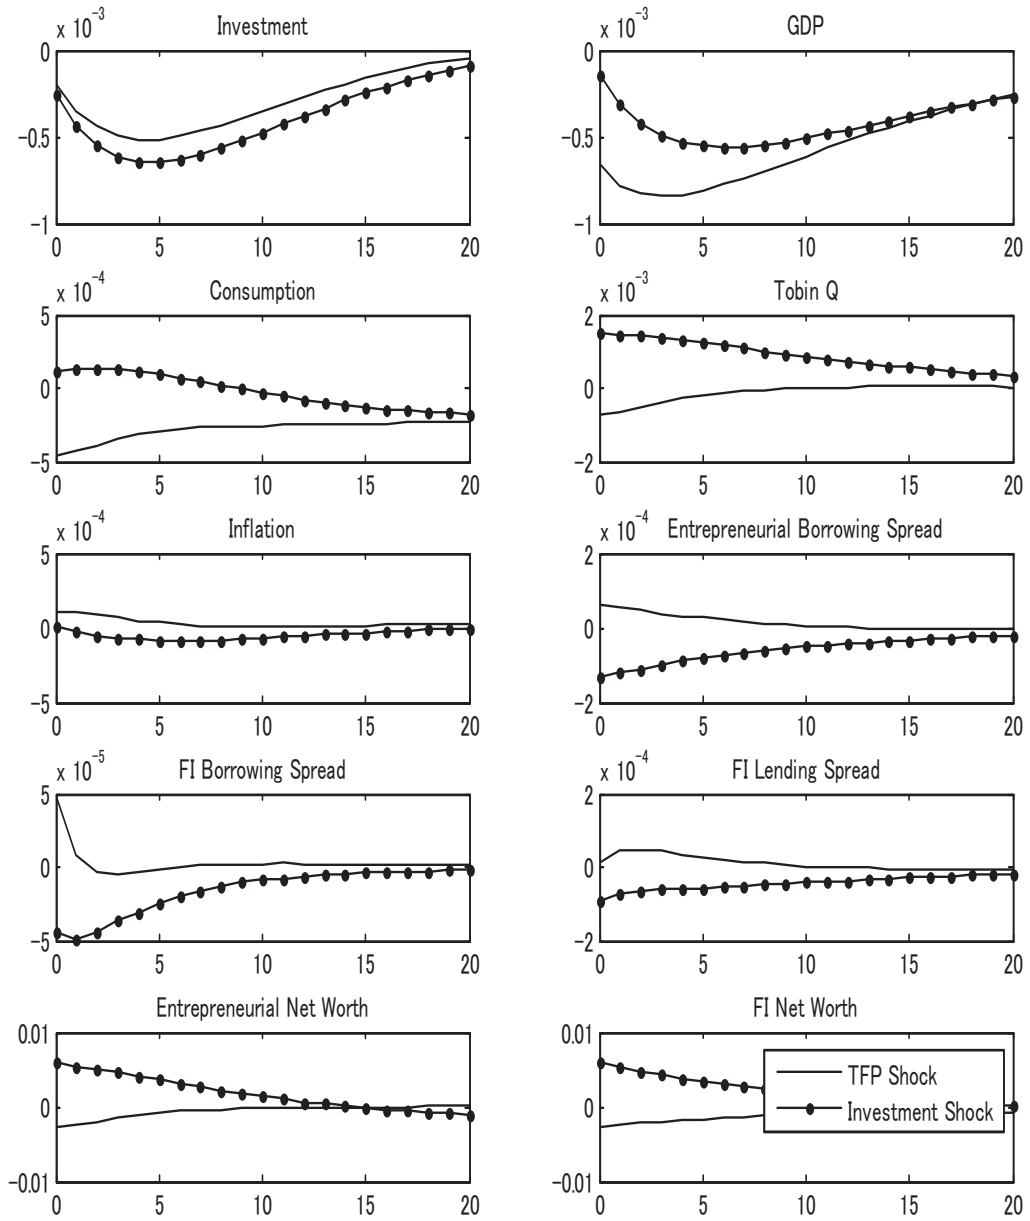 x 10-3 Investment
0
-0.5
-1
0 5 10 15 20
x 10-3 GDP
0
-0.5
-1
0 5 10 15 20
x 10-4 Consumption
5
0
-5
0 5 10 15 20
x 10-3 Tobin Q
2
0
-2
0 5 10 15 20
x 10-4 Inflation
5
0
-5
0 5 10 15 20
x 10-4 Entrepreneurial Borrowing Spread
2
0
-2
0 5 10 15 20
x 10-5 FI Borrowing Spread
5
0
-5
0 5 10 15 20
x 10-4 FI Lending Spread
2
0
-2
0 5 10 15 20
Entrepreneurial Net Worth
0.01
0
-0.01
0 5 10 15 20
FI Net Worth
0.01
0
-0.01
0 5 10 15 20
TFP Shock
Investment Shock